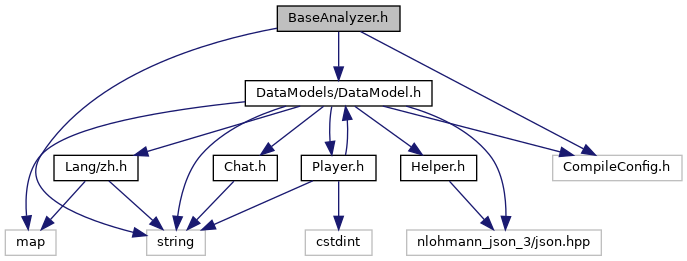 BaseAnalyzer.h
DataModels/DataModel.h
Lang/zh.h
Chat.h
Player.h
Helper.h
CompileConfig.h
map
string
cstdint
nlohmann_json_3/json.hpp